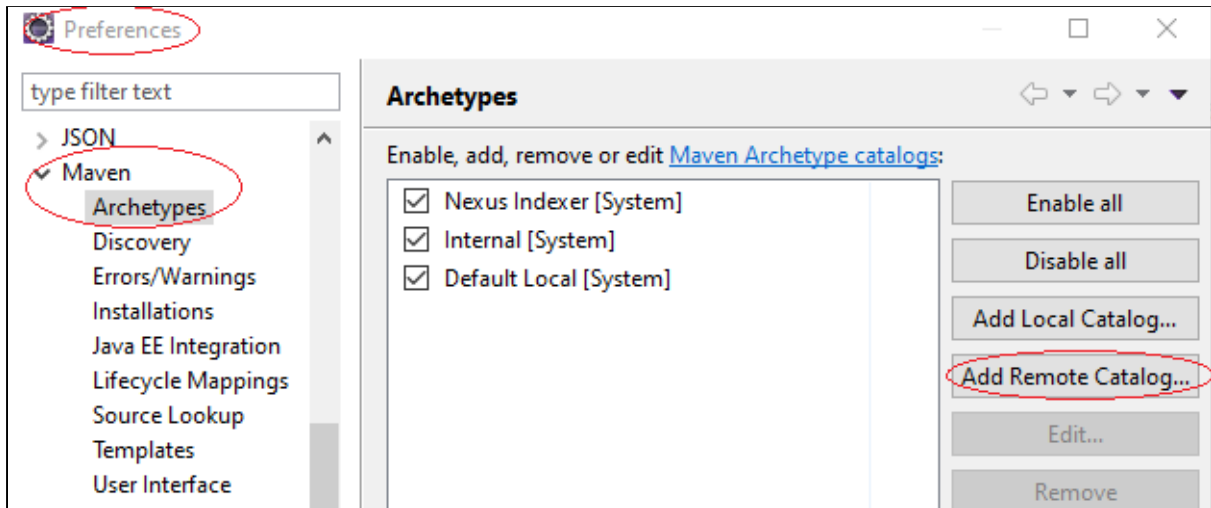 Preferences
type filter text
JSON
Maven
Archetypes
Discovery
Errors/Warnings
Installations
Java EE Integration
Lifecycle Mappings
Source Lookup
Templates
User Interface
Archetypes
Enable, add, remove or edit Maven Archetype catalogs:
Nexus Indexer [System]
Internal [System]
Default Local [System]
Enable all
Disable all
Add Local Catalog...
Add Remote Catalog...
Edit...
Remove